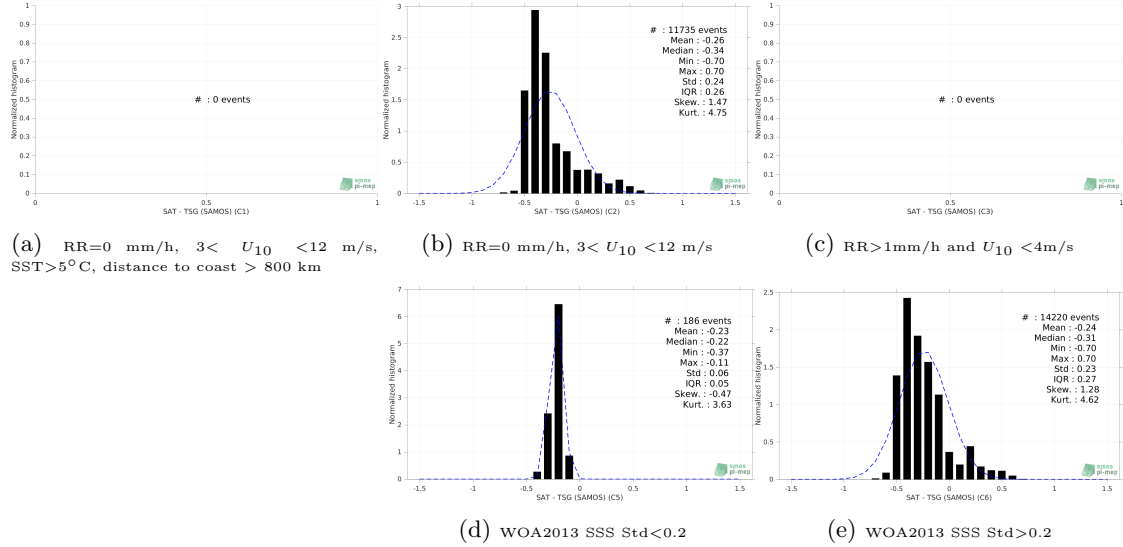 1
0.9
0.8
0.7
0.6
0.5
0.4
0.3
0.2
0.1
0
Normalized histogram
# : 0 events
0 0.5 1
SAT - TSG (SAMOS) (C1)
smos
pi-mep
(a) RR=0 mm/h, 3< U10 <12 m/s,
SST>5°C, distance to coast > 800 km
3
2.5
2
1.5
1
0.5
0
Normalized histogram
# : 11735 events
Mean : -0.26
Median : -0.34
Min : -0.70
Max : 0.70
Std : 0.24
IQR : 0.26
Skew. : 1.47
Kurt. : 4.75
-1.5 -1 -0.5 0 0.5 1 1.5
SAT - TSG (SAMOS) (C2)
smos
pi-mep
(b) RR=0 mm/h, 3< U10 <12 m/s
1
0.9
0.8
0.7
0.6
0.5
0.4
0.3
0.2
0.1
0
Normalized histogram
# : 0 events
0 0.5 1
SAT - TSG (SAMOS) (C3)
smos
pi-mep
(c) RR>1mm/h and U10 <4m/s
7
6
5
4
3
2
1
0
Normalized histogram
# : 186 events
Mean : -0.23
Median : -0.22
Min : -0.37
Max : -0.11
Std : 0.06
IQR : 0.05
Skew. : -0.47
Kurt. : 3.63
-1.5 -1 -0.5 0 0.5 1 1.5
SAT - TSG (SAMOS) (C5)
smos
pi-mep
(d) WOA2013 SSS Std<0.2
2.5
2
1.5
1
0.5
0
Normalized histogram
# : 14220 events
Mean : -0.24
Median : -0.31
Min : -0.70
Max : 0.70
Std : 0.23
IQR : 0.27
Skew. : 1.28
Kurt. : 4.62
-1.5 -1 -0.5 0 0.5 1 1.5
SAT - TSG (SAMOS) (C6)
smos
pi-mep
(e) WOA2013 SSS Std>0.2